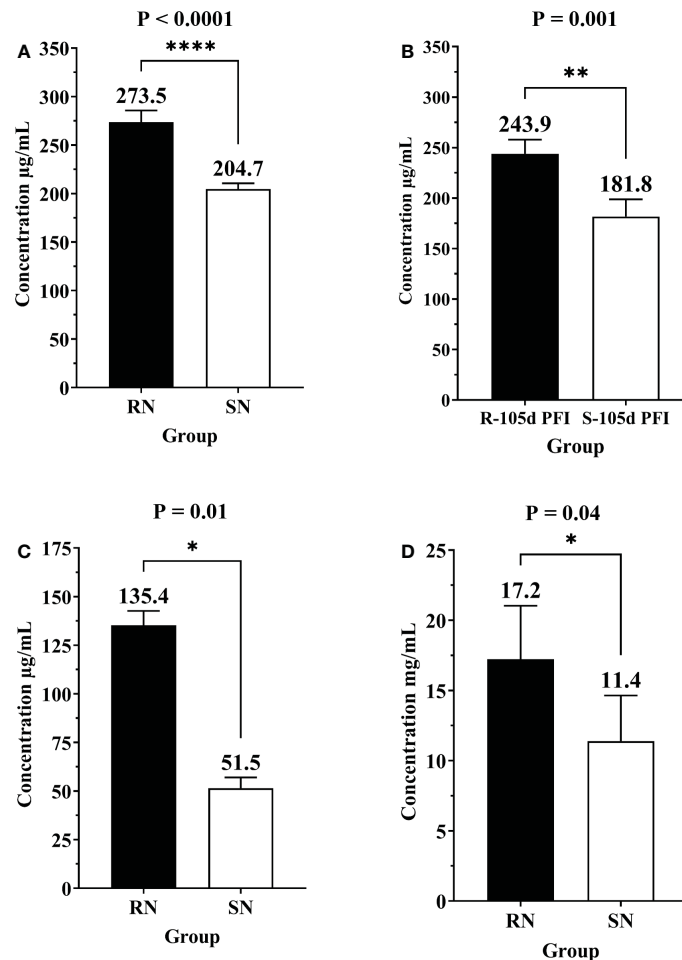 P < 0.0001
A
****
350
300
250
200
150
100
50
0
273.5
204.7
Concentration µg/mL
RN SN
Group
P = 0.001
B
**
350
300
250
200
150
100
50
0
243.9
181.8
Concentration µg/mL
R-105d PFI S-105d PFI
Group
P = 0.01
C
*
175
150
125
100
75
50
25
0
135.4
51.5
Concentration µg/mL
RN SN
Group
P = 0.04
D
*
25
20
15
10
5
0
17.2
11.4
Concentration mg/mL
RN SN
Group